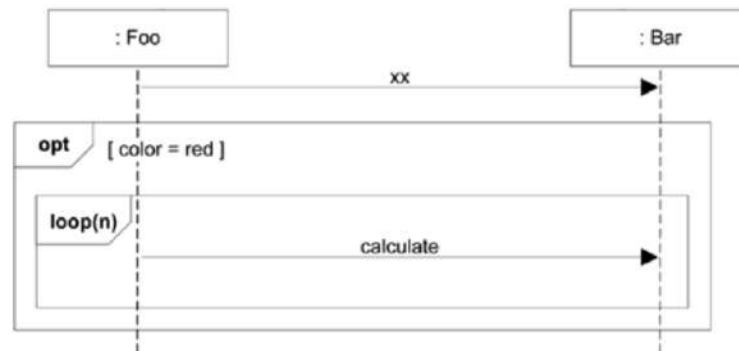 : Foo
: Bar
xx
opt
[ color = red ]
loop(n)
calculate